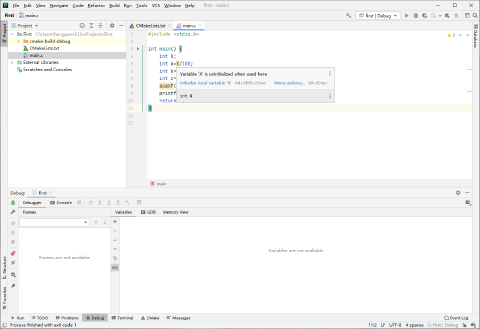 File Edit View Navigate Code Refactor Build Run Tools VCS Window Help first - main.c
first main.c
first | Debug
Project
CMakeLists.txt
main.c
first
cmake-build-debug
CMakeLists.txt
main.c
External Libraries
Scratches and Consoles
#include <stdio.h>
int main() {
int X;
int a=X/100;
int b=
int c=
Variable 'X' is uninitialized when used here
Initialize local variable 'X' Alt+Shift+Enter More actions... Alt+Enter
int X
scanf(
printf
return
}
main
Debug: first
Debugger Console
Frames
Variables GDB Memory View
Frames are not available
Variables are not available
Run TODO Problems Debug Terminal CMake Messages Event Log
Process finished with exit code 1
11:2 LF UTF-8 4 spaces C: first | Debug
Project
Structure
Favorites
Database